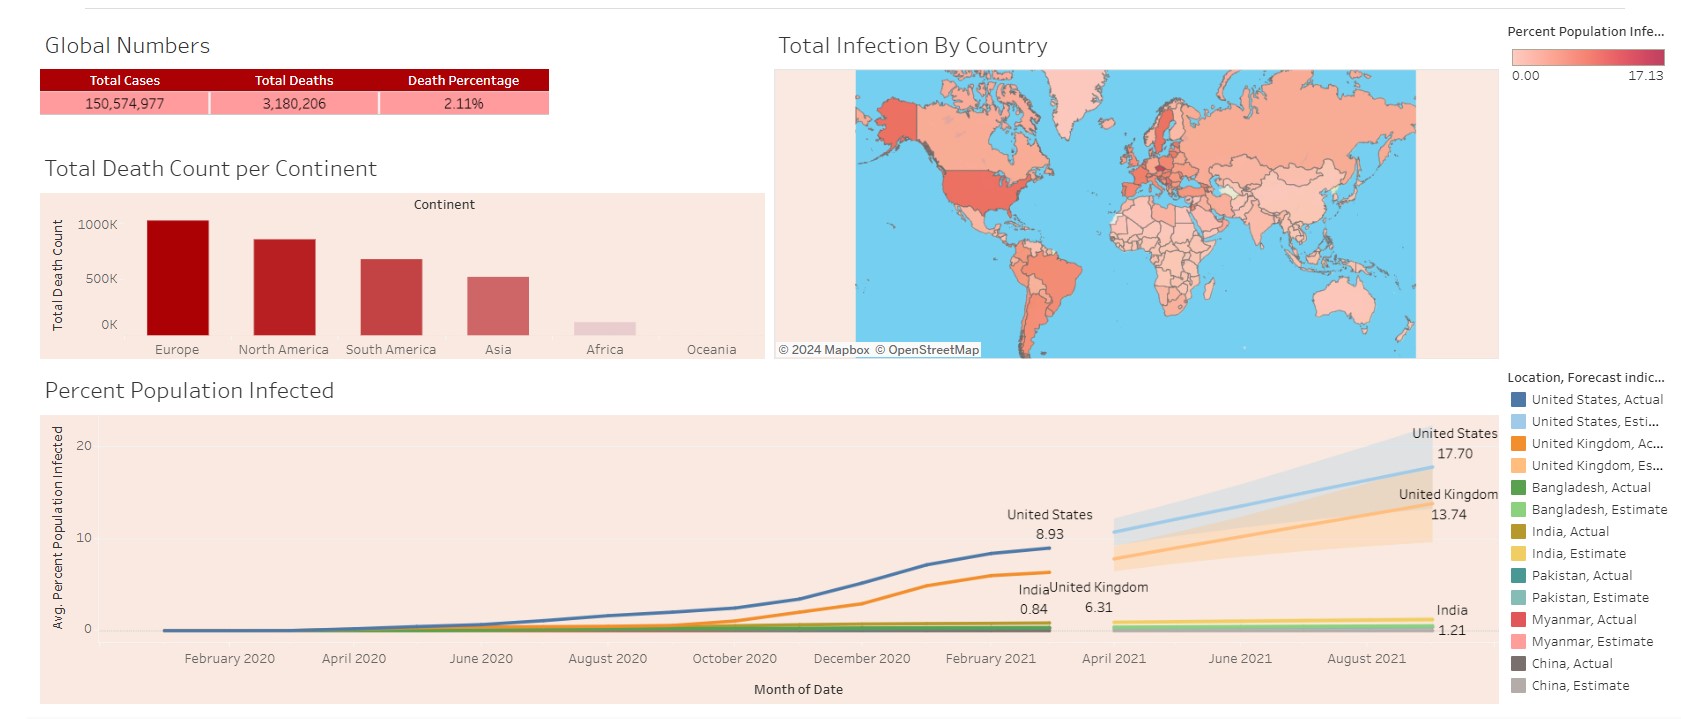 Global Numbers
Total Cases Total Deaths Death Percentage
150,574,977 3,180,206 2.11%
Total Death Count per Continent
Continent
Total Death Count
1000K
500K
0K
Europe North America South America Asia Africa Oceania
Total Infection By Country
© 2024 Mapbox © OpenStreetMap
Percent Population Infe...
0.00 17.13
Percent Population Infected
Avg. Percent Population Infected
20
10
0
United States
8.93
India
0.84
United Kingdom
6.31
United States
17.70
United Kingdom
13.74
India
1.21
February 2020 April 2020 June 2020 August 2020 October 2020 December 2020 February 2021 April 2021 June 2021 August 2021
Month of Date
Location, Forecast indic...
United States, Actual
United States, Esti...
United Kingdom, Ac...
United Kingdom, Es...
Bangladesh, Actual
Bangladesh, Estimate
India, Actual
India, Estimate
Pakistan, Actual
Pakistan, Estimate
Myanmar, Actual
Myanmar, Estimate
China, Actual
China, Estimate